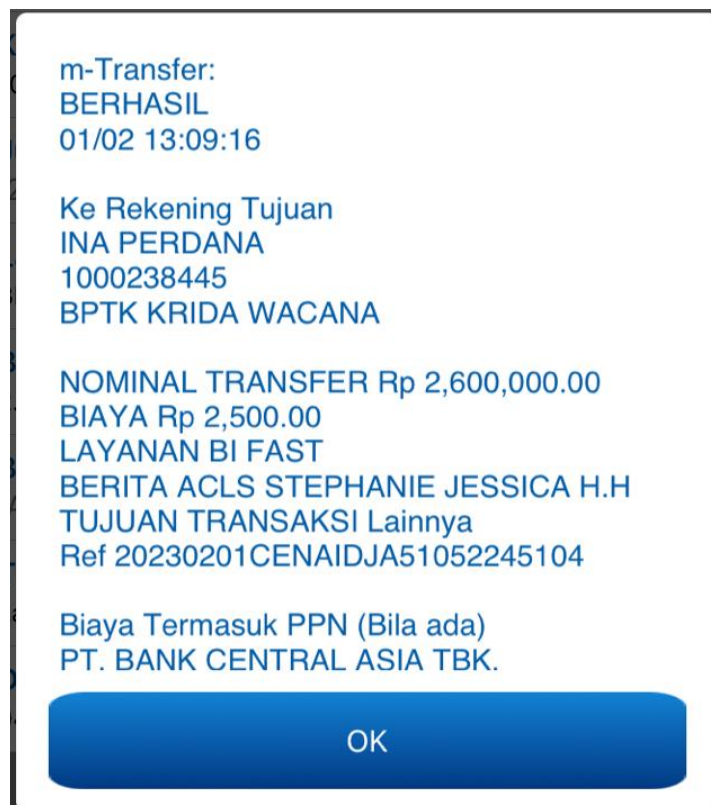 m-Transfer:
BERHASIL
01/02 13:09:16
Ke Rekening Tujuan
INA PERDANA
1000238445
BPTK KRIDA WACANA
NOMINAL TRANSFER Rp 2,600,000.00
BIAYA Rp 2,500.00
LAYANAN BI FAST
BERITA ACLS STEPHANIE JESSICA H.H
TUJUAN TRANSAKSI Lainnya
Ref 20230201CENAIDJA51052245104
Biaya Termasuk PPN (Bila ada)
PT. BANK CENTRAL ASIA TBK.
OK